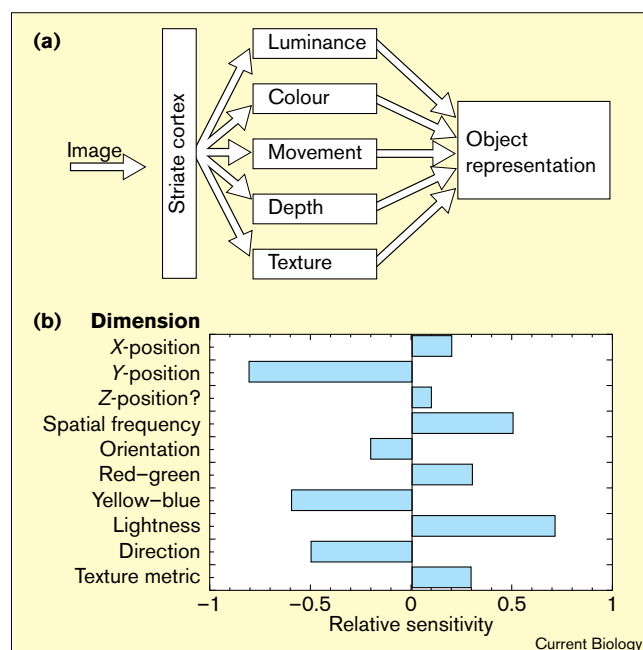 (a)
Image
Striate cortex
Luminance
Colour
Movement
Depth
Texture
Object
representation
(b) Dimension
X-position
Y-position
Z-position?
Spatial frequency
Orientation
Red–green
Yellow–blue
Lightness
Direction
Texture metric
–1 –0.5 0 0.5 1
Relative sensitivity
Current Biology